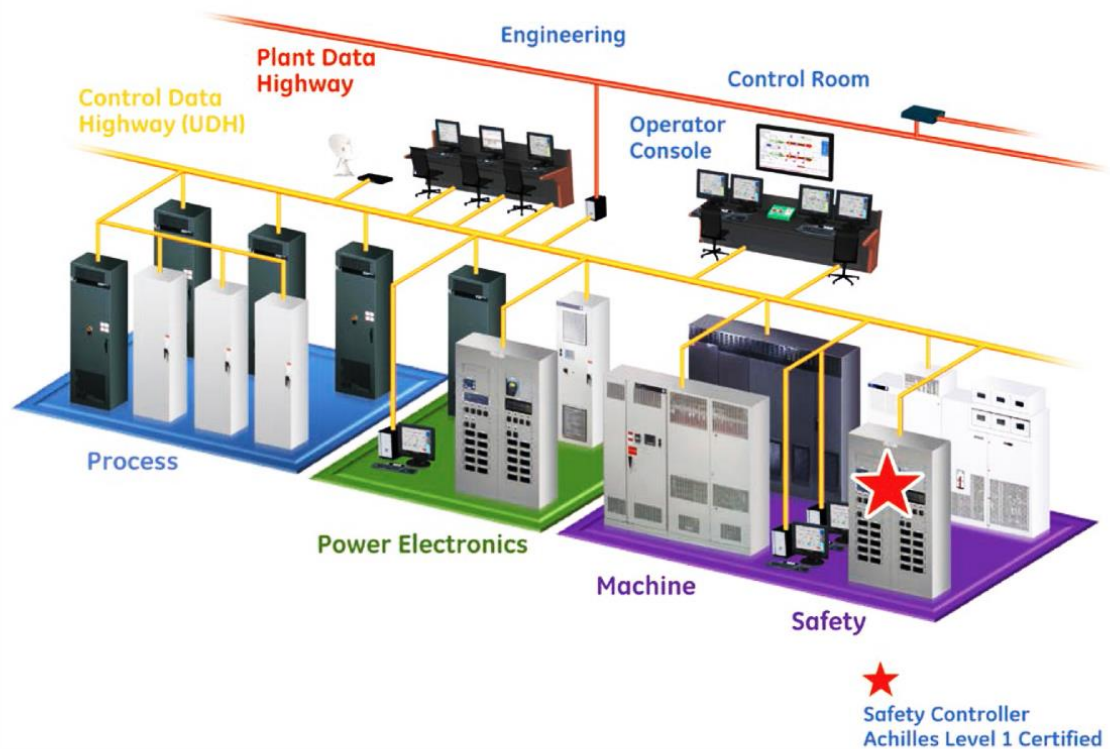 Engineering
Plant Data
Highway
Control Room
Control Data
Highway (UDH)
Operator
Console
Process
Power Electronics
Machine
Safety
Safety Controller
Achilles Level 1 Certified